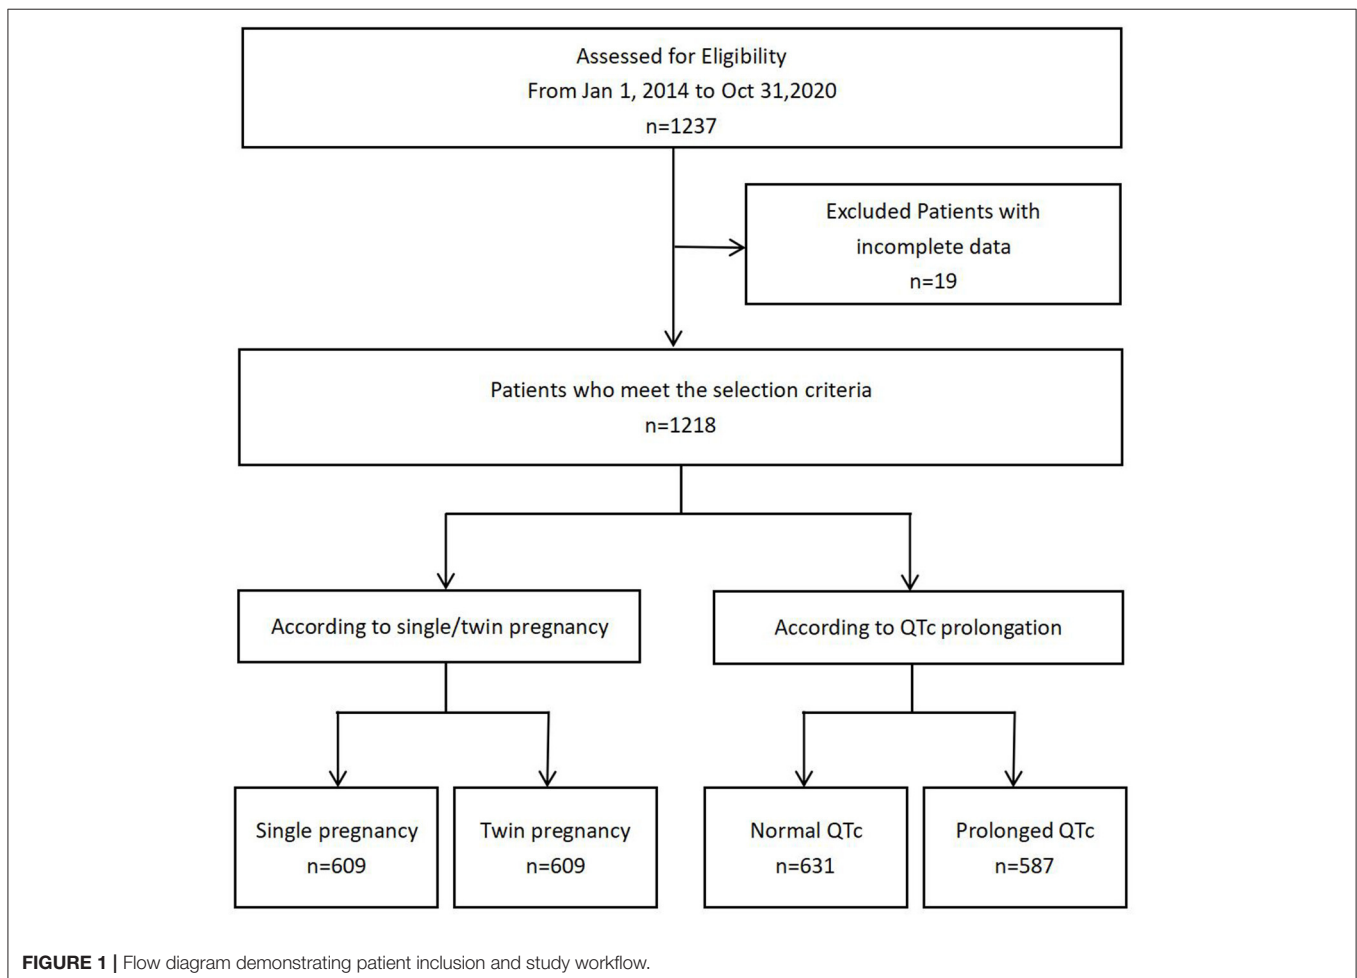 Assessed for Eligibility
From Jan 1, 2014 to Oct 31,2020
n=1237
Excluded Patients with
incomplete data
n=19
Patients who meet the selection criteria
n=1218
According to single/twin pregnancy
According to QTc prolongation
Single pregnancy
n=609
Twin pregnancy
n=609
Normal QTc
n=631
Prolonged QTc
n=587
FIGURE 1 | Flow diagram demonstrating patient inclusion and study workflow.